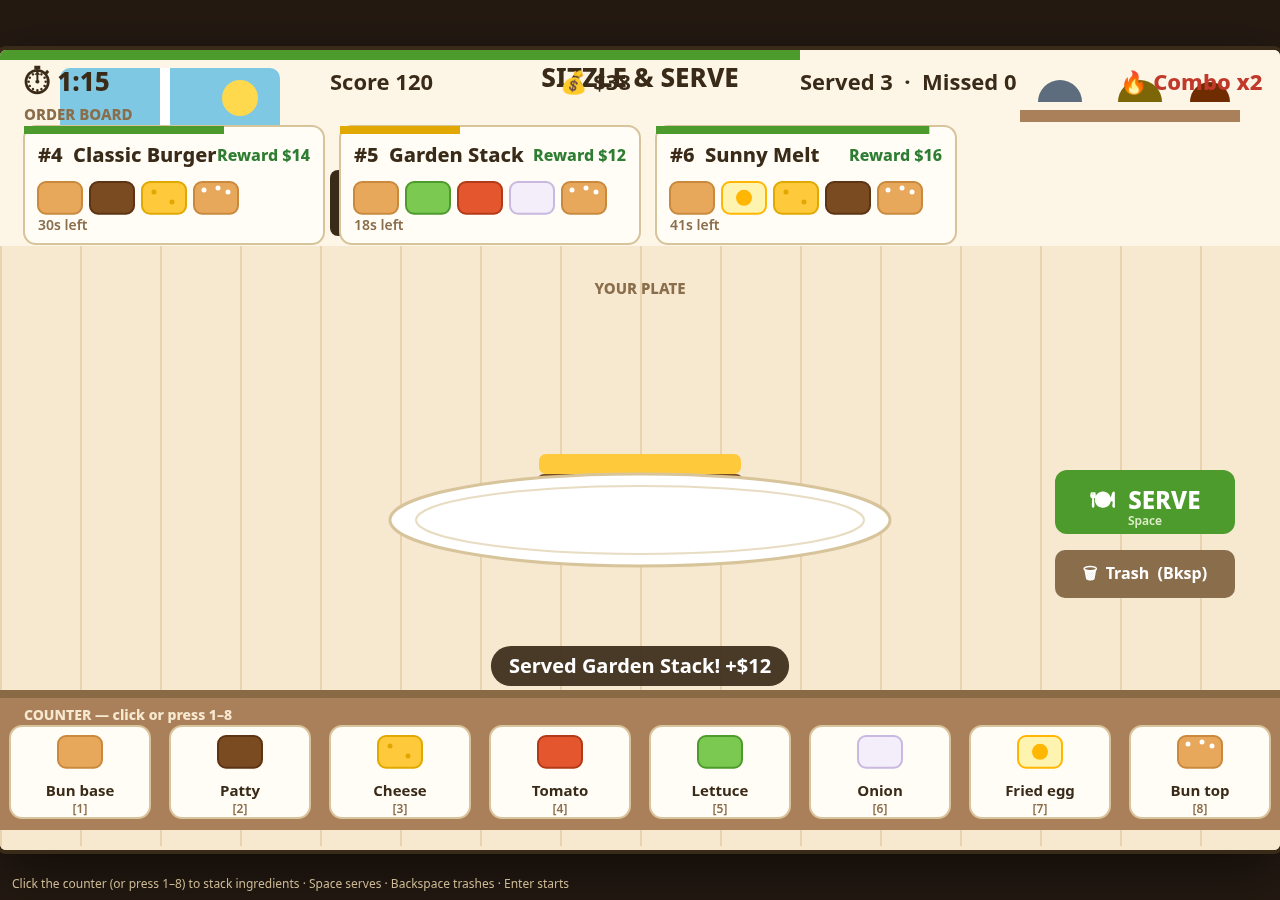 ⏱ 1:15
Score 120
💰 $38
SIZZLE & SERVE
Served 3 · Missed 0
🔥 Combo x2
ORDER BOARD
#4 Classic Burger
Reward $14
30s left
#5 Garden Stack
Reward $12
18s left
#6 Sunny Melt
Reward $16
41s left
YOUR PLATE
🍽 SERVE
Space
🗑 Trash (Bksp)
Served Garden Stack! +$12
COUNTER — click or press 1–8
Bun base
[1]
Patty
[2]
Cheese
[3]
Tomato
[4]
Lettuce
[5]
Onion
[6]
Fried egg
[7]
Bun top
[8]
Click the counter (or press 1–8) to stack ingredients · Space serves · Backspace trashes · Enter starts